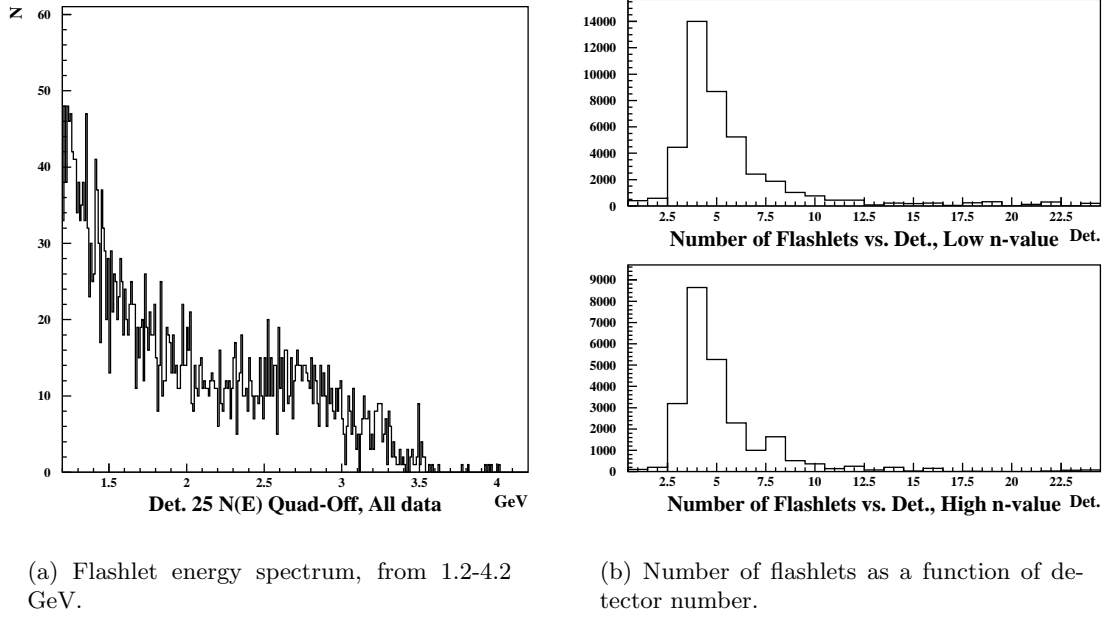 N
60
50
40
30
20
10
0
1.5 2 2.5 3 3.5 4
Det. 25 N(E) Quad-Off, All data GeV
14000
12000
10000
8000
6000
4000
2000
0
2.5 5 7.5 10 12.5 15 17.5 20 22.5
Number of Flashlets vs. Det., Low n-value Det.
9000
8000
7000
6000
5000
4000
3000
2000
1000
0
2.5 5 7.5 10 12.5 15 17.5 20 22.5
Number of Flashlets vs. Det., High n-value Det.
(a) Flashlet energy spectrum, from 1.2-4.2
GeV.
(b) Number of flashlets as a function of de-
tector number.